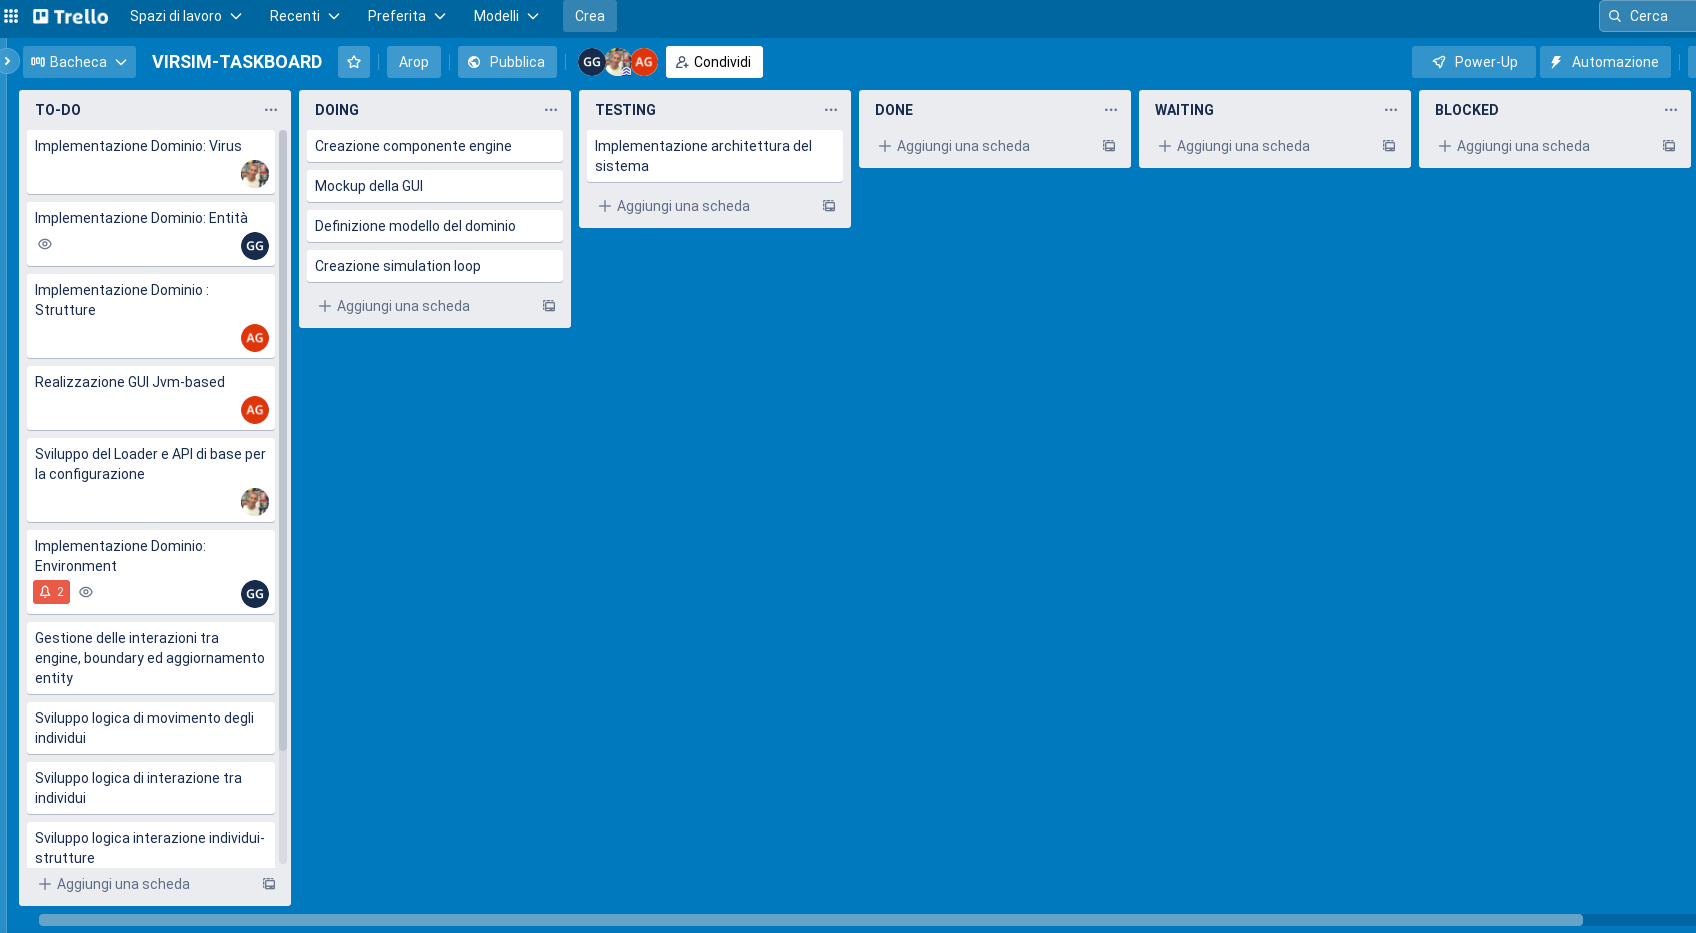 Trello
Spazi di lavoro
Recenti
Preferita
Modelli
Crea
Cerca
Bacheca
VIRSIM-TASKBOARD
Arop
Pubblica
GG
AG
Condividi
Power-Up
Automazione
TO-DO
Implementazione Dominio: Virus
Implementazione Dominio: Entità
GG
Implementazione Dominio :
Strutture
AG
Realizzazione GUI Jvm-based
AG
Sviluppo del Loader e API di base per
la configurazione
Implementazione Dominio:
Environment
2
GG
Gestione delle interazioni tra
engine, boundary ed aggiornamento
entity
Sviluppo logica di movimento degli
individui
Sviluppo logica di interazione tra
individui
Sviluppo logica interazione individui-
strutture
Aggiungi una scheda
DOING
Creazione componente engine
Mockup della GUI
Definizione modello del dominio
Creazione simulation loop
Aggiungi una scheda
TESTING
Implementazione architettura del
sistema
Aggiungi una scheda
DONE
Aggiungi una scheda
WAITING
Aggiungi una scheda
BLOCKED
Aggiungi una scheda